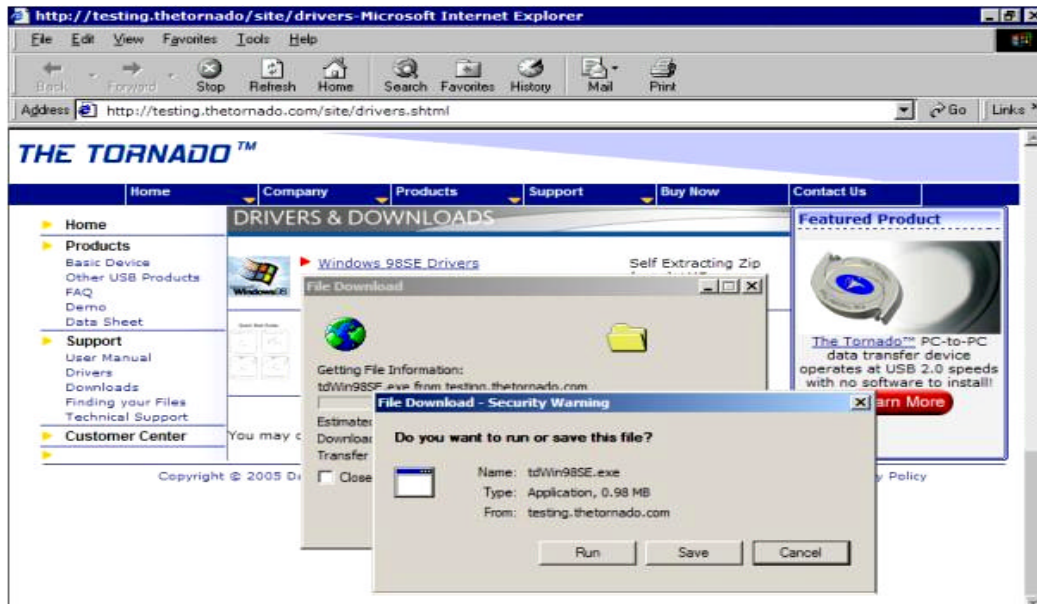 http://testing.thetornado/site/drivers-Microsoft Internet Explorer
File Edit View Favorites Tools Help
Back Forward Stop Refresh Home Search Favorites History Mail Print
Address http://testing.thetornado.com/site/drivers.shtml Go Links
THE TORNADO™
Home Company Products Support Buy Now Contact Us
Home
Products
Basic Device
Other USB Products
FAQ
Demo
Data Sheet
Support
User Manual
Drivers
Downloads
Finding your Files
Technical Support
Customer Center
DRIVERS & DOWNLOADS
Windows98
Windows 98SE Drivers
Self Extracting Zip
You may
Featured Product
The Tornado™ PC-to-PC
data transfer device
operates at USB 2.0 speeds
with no software to install!
arn More
Copyright © 2005 D
y Policy
File Download
Getting File Information:
tdWin98SE.exe from testing.thetornado.com
Estimated
Download
Transfer
Close
File Download - Security Warning
Do you want to run or save this file?
Name: tdWin98SE.exe
Type: Application, 0.98 MB
From: testing.thetornado.com
Run Save Cancel